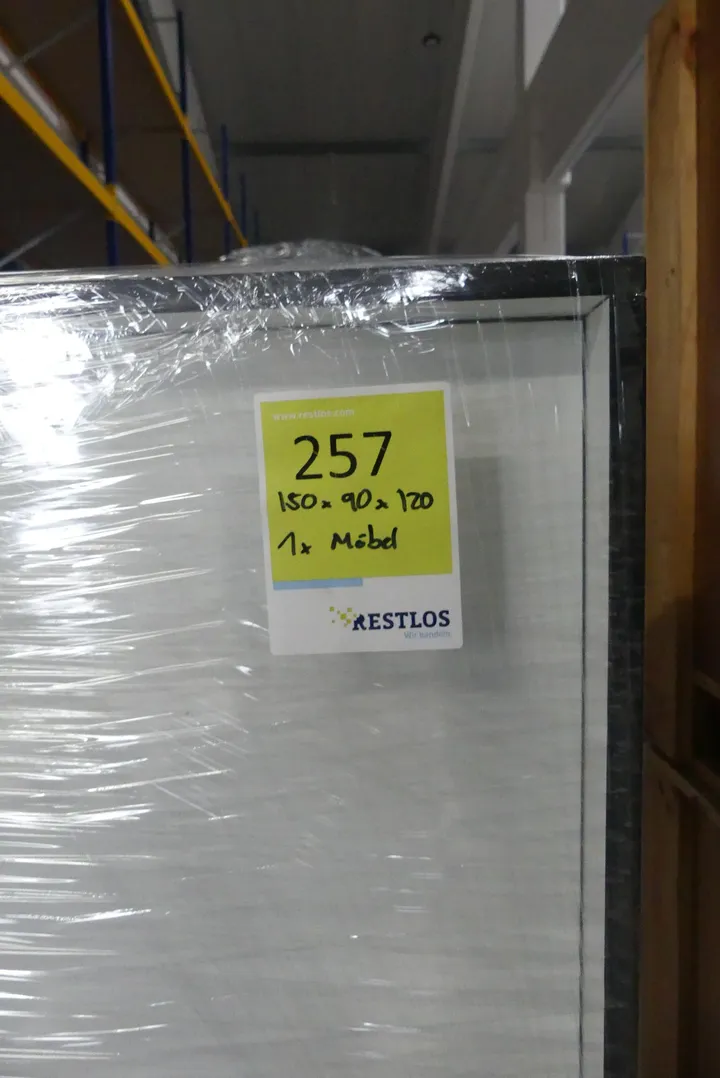 www.restlos.com
257
150 x 90 x 120
1x Möbel
RESTLOS
Wir handeln